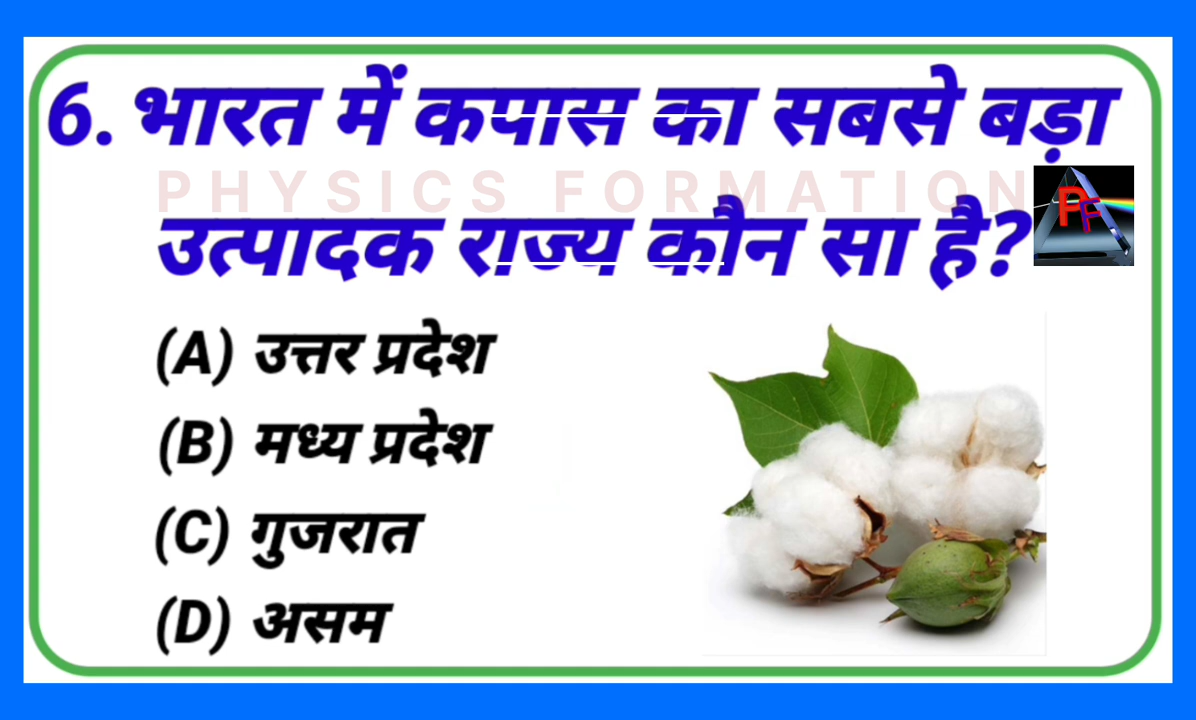 6. भारत में कपास का सबसे बड़ा
PHYSICS FORMATION
उत्पादक राज्य कौन सा है?
PF
(A) उत्तर प्रदेश
(B) मध्य प्रदेश
(C) गुजरात
(D) असम